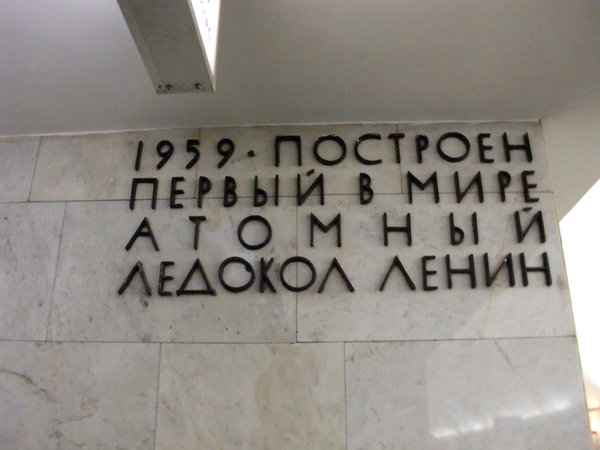 1959 · ПОСТРОЕН
ПЕРВЫЙ В МИРЕ
АТОМНЫЙ
ЛЕДОКОЛ ЛЕНИН